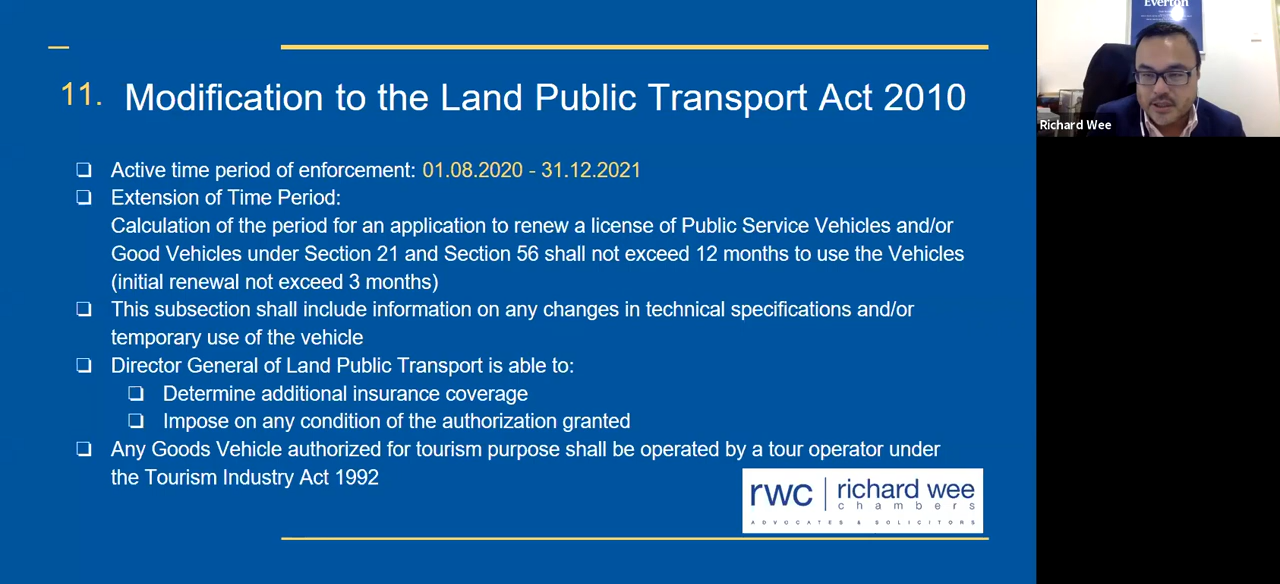 11. Modification to the Land Public Transport Act 2010
❏ Active time period of enforcement: 01.08.2020 - 31.12.2021
❏ Extension of Time Period:
Calculation of the period for an application to renew a license of Public Service Vehicles and/or
Good Vehicles under Section 21 and Section 56 shall not exceed 12 months to use the Vehicles
(initial renewal not exceed 3 months)
❏ This subsection shall include information on any changes in technical specifications and/or
temporary use of the vehicle
❏ Director General of Land Public Transport is able to:
❏ Determine additional insurance coverage
❏ Impose on any condition of the authorization granted
❏ Any Goods Vehicle authorized for tourism purpose shall be operated by a tour operator under
the Tourism Industry Act 1992
rwc | richard wee
chambers
ADVOCATES & SOLICITORS
Everton
Richard Wee